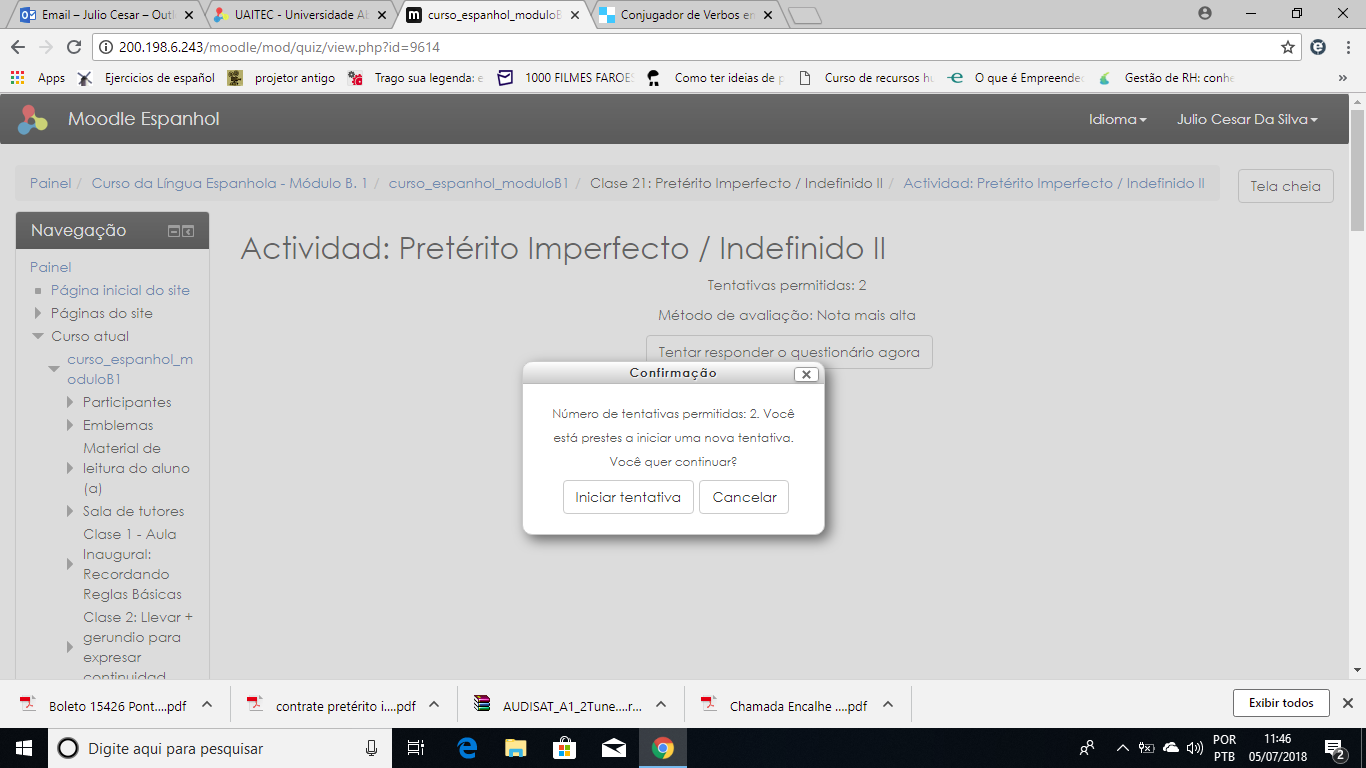 Email – Julio Cesar – Outl
UAITEC - Universidade Ab
curso_espanhol_moduloB
Conjugador de Verbos en
200.198.6.243/moodle/mod/quiz/view.php?id=9614
Apps
Ejercicios de español
projetor antigo
Trago sua legenda: e
1000 FILMES FAROES
Como ter ideias de p
Curso de recursos hu
O que é Empreende
Gestão de RH: conhe
»
Moodle Espanhol
Idioma
Julio Cesar Da Silva
Painel / Curso da Língua Espanhola - Módulo B. 1 / curso_espanhol_moduloB1 / Clase 21: Pretérito Imperfecto / Indefinido II / Actividad: Pretérito Imperfecto / Indefinido II
Tela cheia
Navegação
Painel
Página inicial do site
Páginas do site
Curso atual
curso_espanhol_m
oduloB1
Participantes
Emblemas
Material de
leitura do aluno
(a)
Sala de tutores
Clase 1 - Aula
Inaugural:
Recordando
Reglas Básicas
Clase 2: Llevar +
gerundio para
expresar
continuidad
Actividad: Pretérito Imperfecto / Indefinido II
Tentativas permitidas: 2
Método de avaliação: Nota mais alta
Tentar responder o questionário agora
Confirmação
Número de tentativas permitidas: 2. Você
está prestes a iniciar uma nova tentativa.
Você quer continuar?
Iniciar tentativa
Cancelar
Boleto 15426 Pont....pdf
contrate pretérito i....pdf
AUDISAT_A1_2Tune....r...
Chamada Encalhe ....pdf
Exibir todos
Digite aqui para pesquisar
POR
PTB
11:46
05/07/2018
2